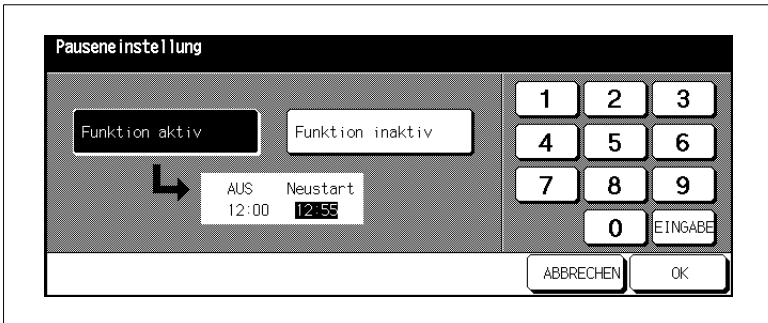 Pauseneinstellung
Funktion aktiv
Funktion inaktiv
AUS Neustart
12:00 12:55
1 2 3
4 5 6
7 8 9
0 EINGABE
ABBRECHEN OK